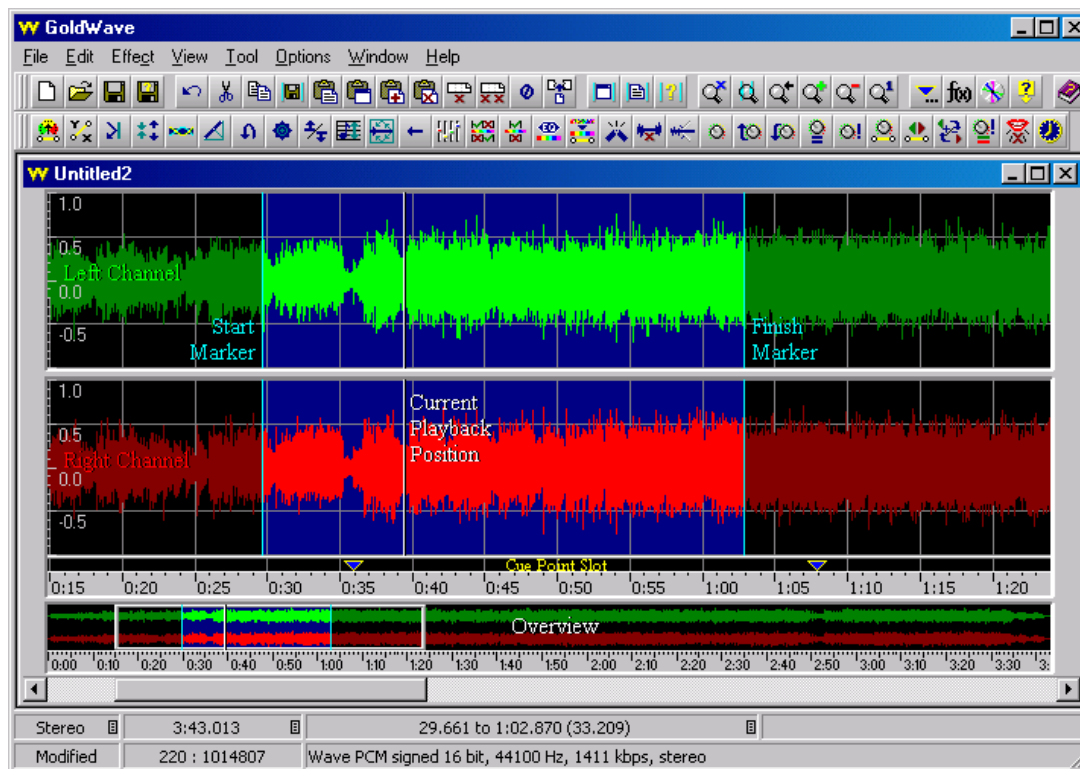 GoldWave
File Edit Effect View Tool Options Window Help
Untitled2
1.0
0.5
Left Channel
0.0
-0.5
Start
Marker
Finish
Marker
1.0
0.5
Right Channel
0.0
-0.5
Current
Playback
Position
Cue Point Slot
0:15 0:20 0:25 0:30 0:35 0:40 0:45 0:50 0:55 1:00 1:05 1:10 1:15 1:20
Overview
0:00 0:10 0:20 0:30 0:40 0:50 1:00 1:10 1:20 1:30 1:40 1:50 2:00 2:10 2:20 2:30 2:40 2:50 3:00 3:10 3:20 3:30 3:
Stereo 3:43.013 29.661 to 1:02.870 (33.209)
Modified 220 : 1014807 Wave PCM signed 16 bit, 44100 Hz, 1411 kbps, stereo